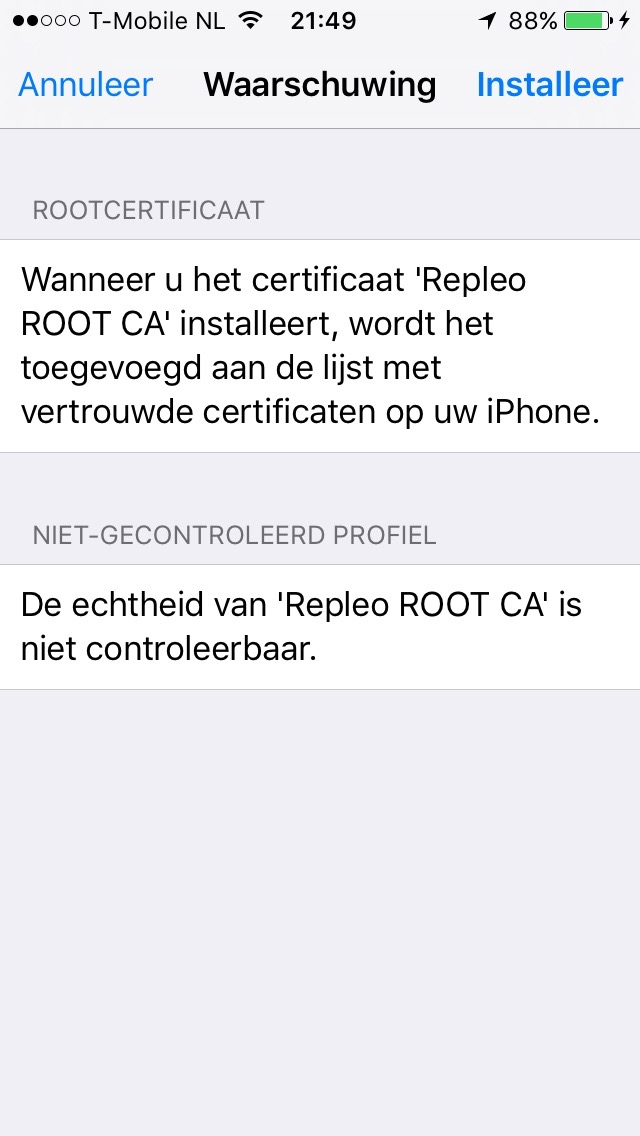 T-Mobile NL 21:49 88%
Annuleer Waarschuwing Installeer
ROOTCERTIFICAAT
Wanneer u het certificaat 'Repleo
ROOT CA' installeert, wordt het
toegevoegd aan de lijst met
vertrouwde certificaten op uw iPhone.
NIET-GECONTROLEERD PROFIEL
De echtheid van 'Repleo ROOT CA' is
niet controleerbaar.